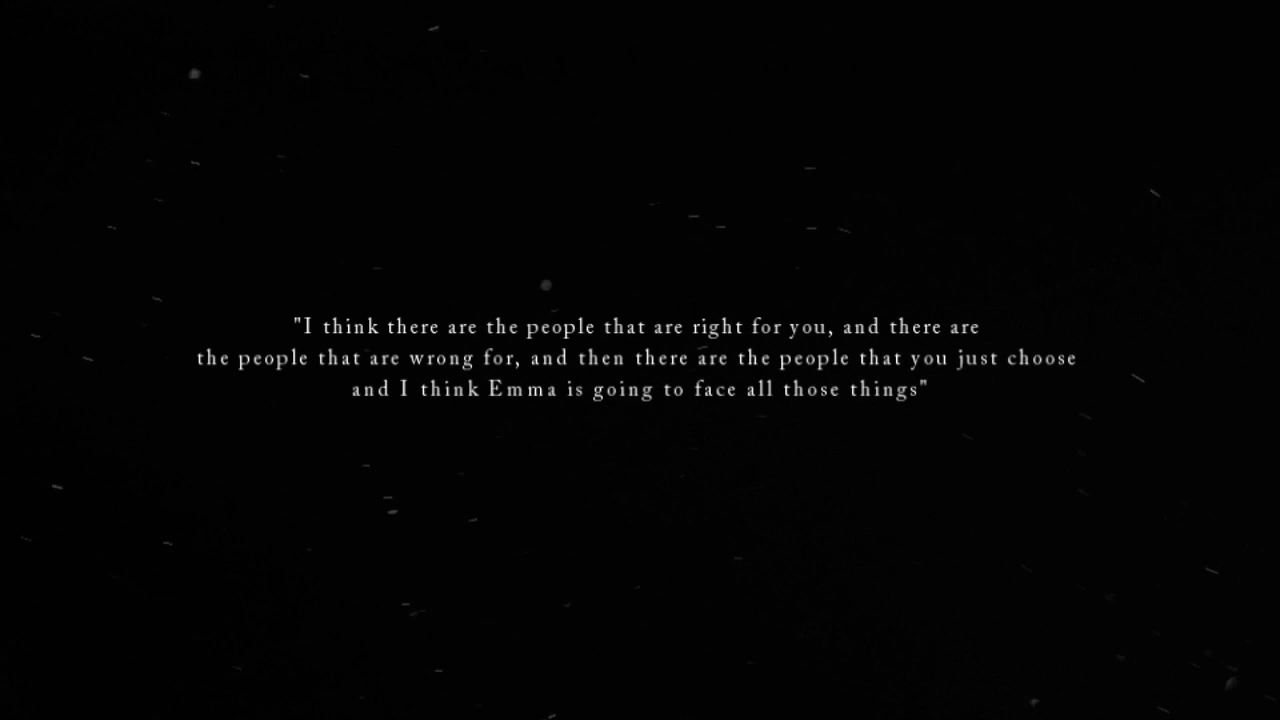 "I think there are the people that are right for you, and there are
the people that are wrong for, and then there are the people that you just choose
and I think Emma is going to face all those things"